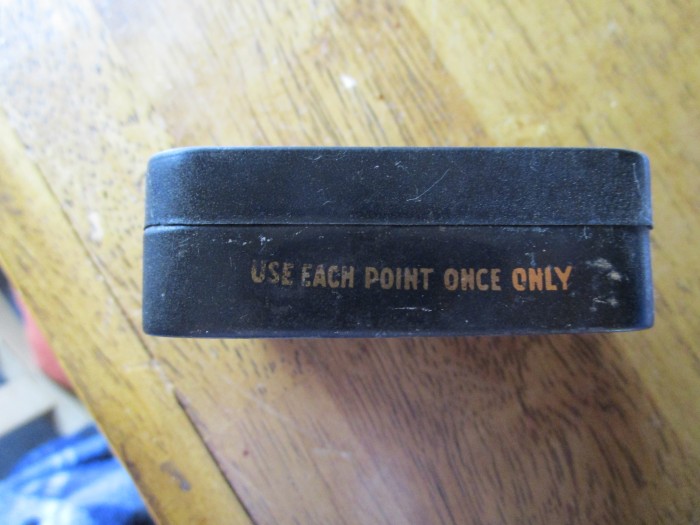 USE EACH POINT ONCE ONLY